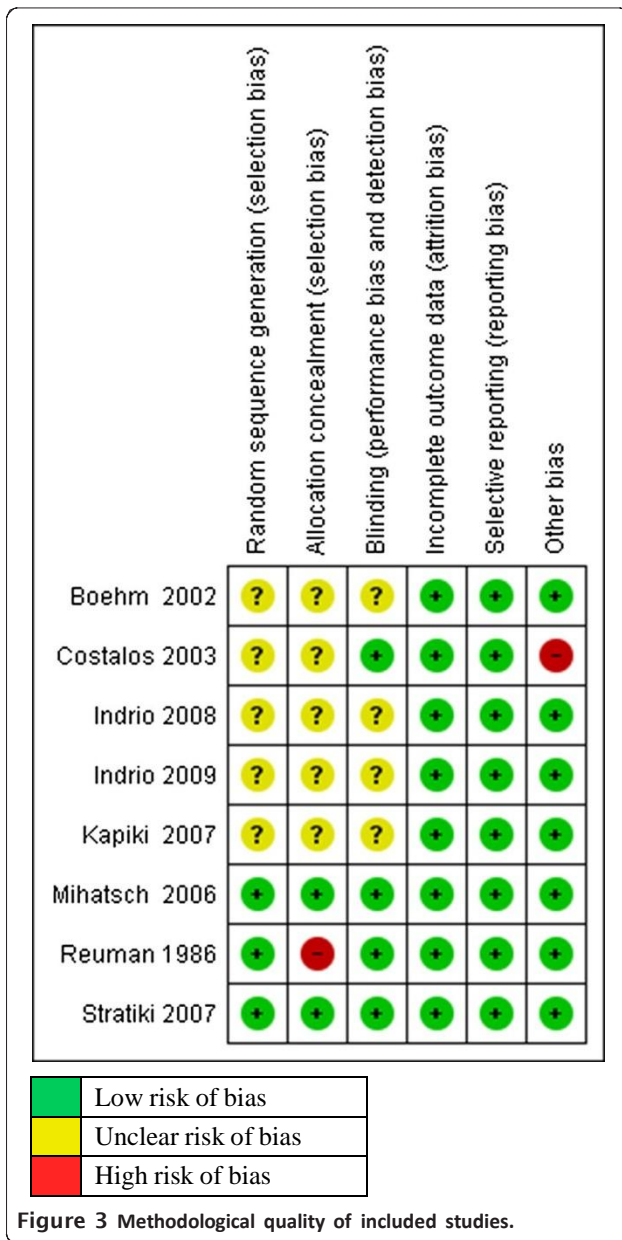 Random sequence generation (selection bias)
Allocation concealment (selection bias)
Blinding (performance bias and detection bias)
Incomplete outcome data (attrition bias)
Selective reporting (reporting bias)
Other bias
Boehm 2002 ? ? ? + + +
Costalos 2003 ? ? + + + -
Indrio 2008 ? ? ? + + +
Indrio 2009 ? ? ? + + +
Kapiki 2007 ? ? ? + + +
Mihatsch 2006 + + + + + +
Reuman 1986 + - + + + +
Stratiki 2007 + + + + + +
Low risk of bias
Unclear risk of bias
High risk of bias
Figure 3 Methodological quality of included studies.